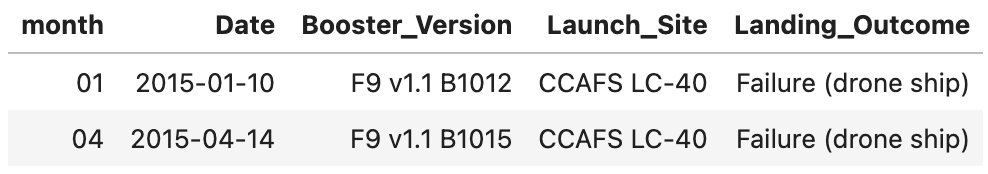 month Date Booster_Version Launch_Site Landing_Outcome
01 2015-01-10 F9 v1.1 B1012 CCAFS LC-40 Failure (drone ship)
04 2015-04-14 F9 v1.1 B1015 CCAFS LC-40 Failure (drone ship)